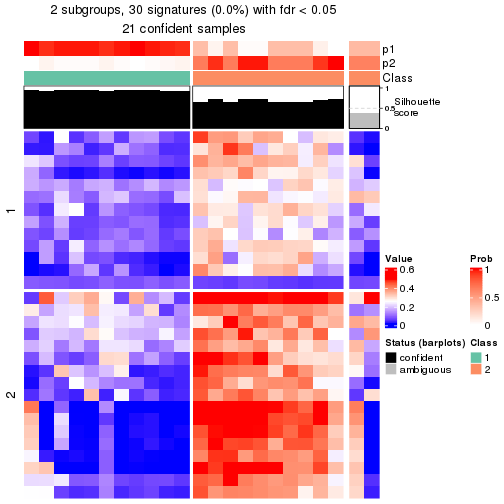 2 subgroups, 30 signatures (0.0%) with fdr < 0.05
21 confident samples
p1
p2
Class
1
0.5
0
Silhouette
score
1
2
Value
0.6
0.4
0.2
0
Prob
1
0.5
0
Status (barplots)
confident
ambiguous
Class
1
2